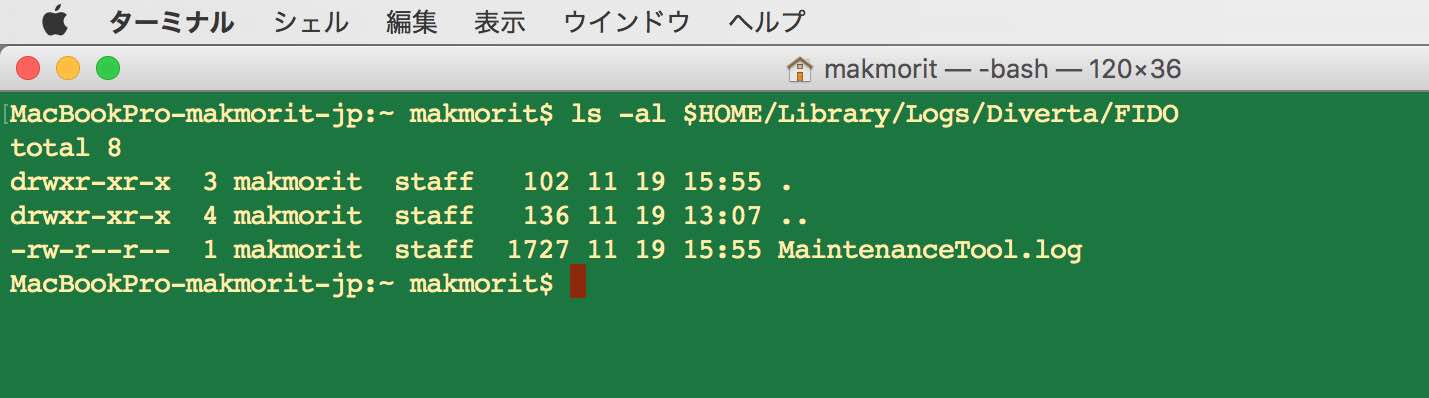 ターミナル シェル 編集 表示 ウインドウ ヘルプ
makmorit — -bash — 120×36
MacBookPro-makmorit-jp:~ makmorit$ ls -al $HOME/Library/Logs/Diverta/FIDO
total 8
drwxr-xr-x  3 makmorit  staff   102 11 19 15:55 .
drwxr-xr-x  4 makmorit  staff   136 11 19 13:07 ..
-rw-r--r--  1 makmorit  staff  1727 11 19 15:55 MaintenanceTool.log
MacBookPro-makmorit-jp:~ makmorit$